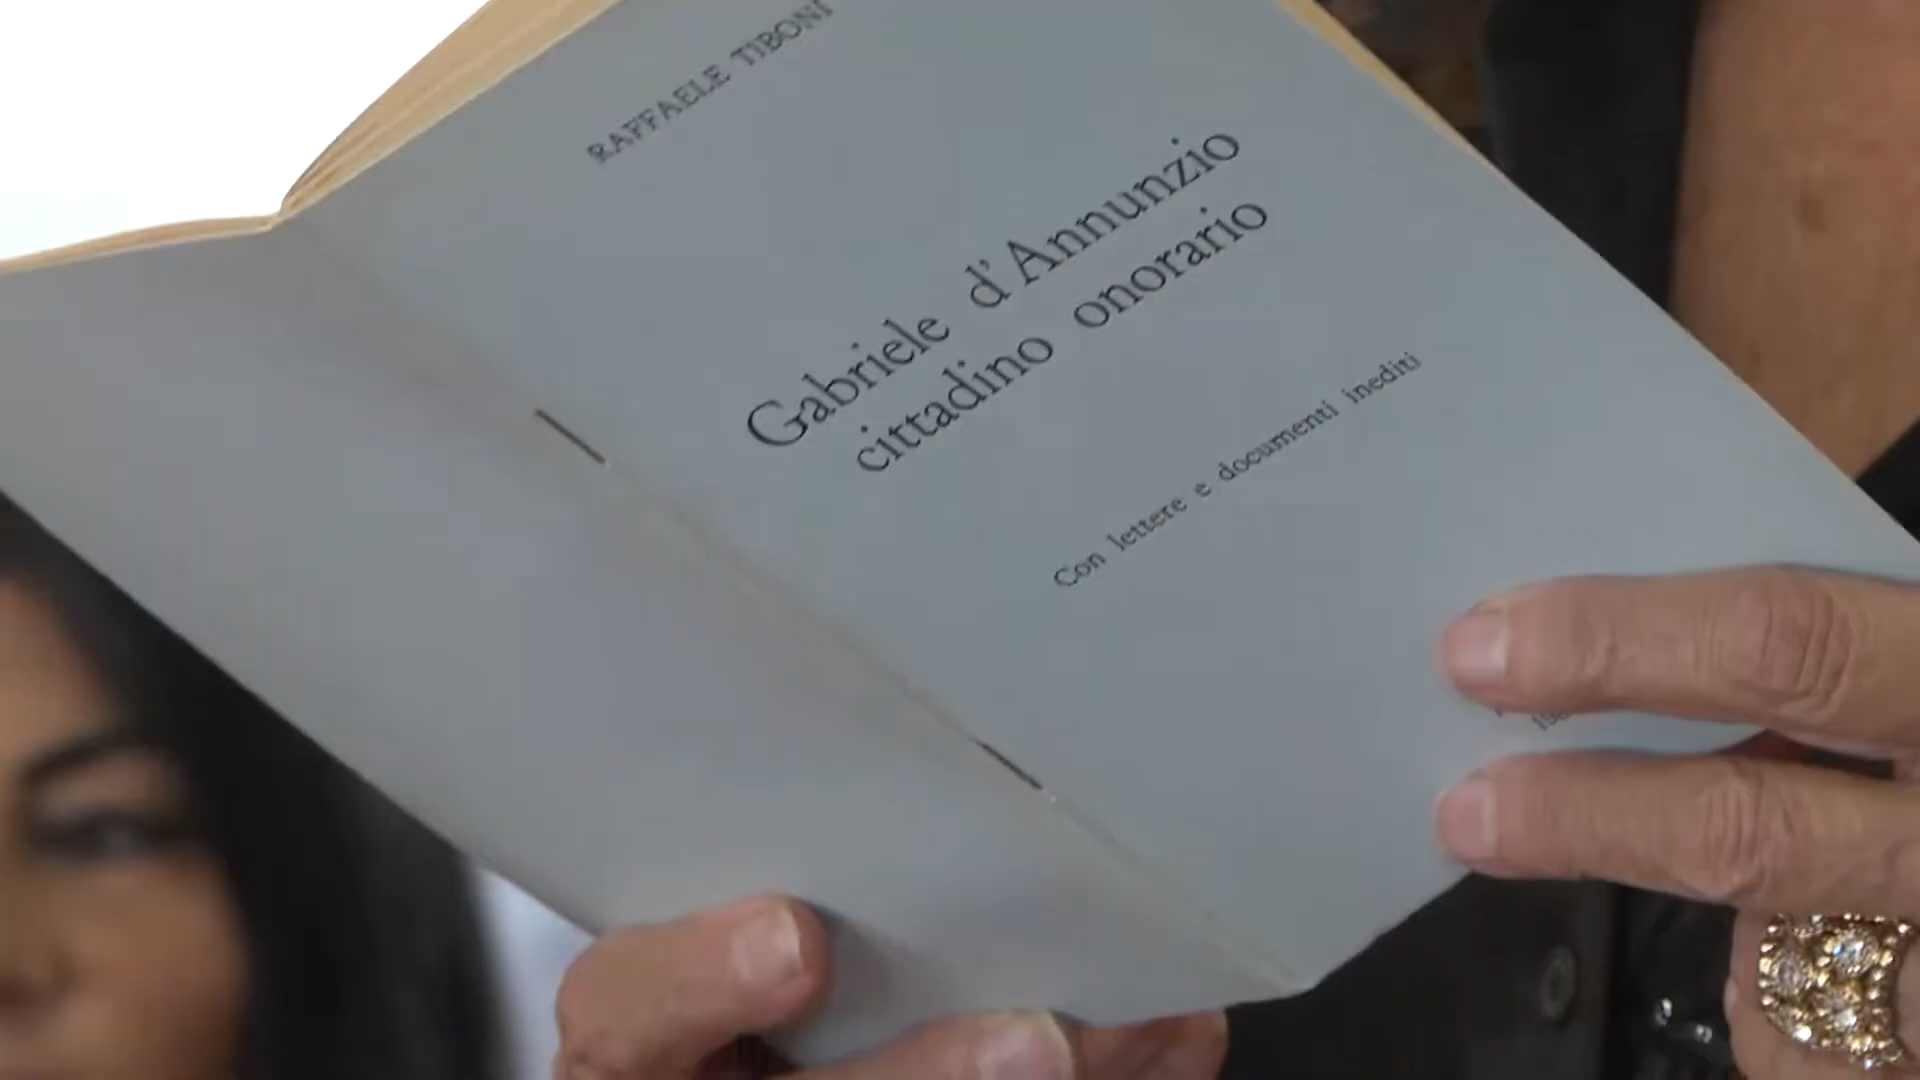 RAFFAELE TIBONI
Gabriele d'Annunzio
cittadino onorario
Con lettere e documenti inediti